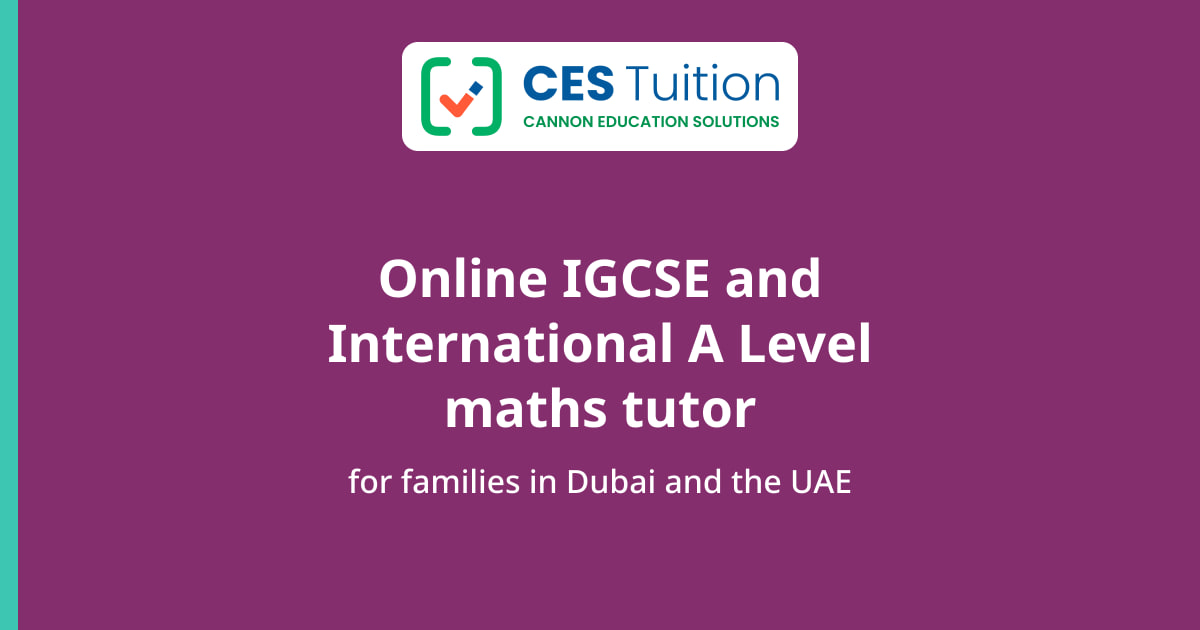 CES Tuition
CANNON EDUCATION SOLUTIONS
Online IGCSE and
International A Level
maths tutor
for families in Dubai and the UAE